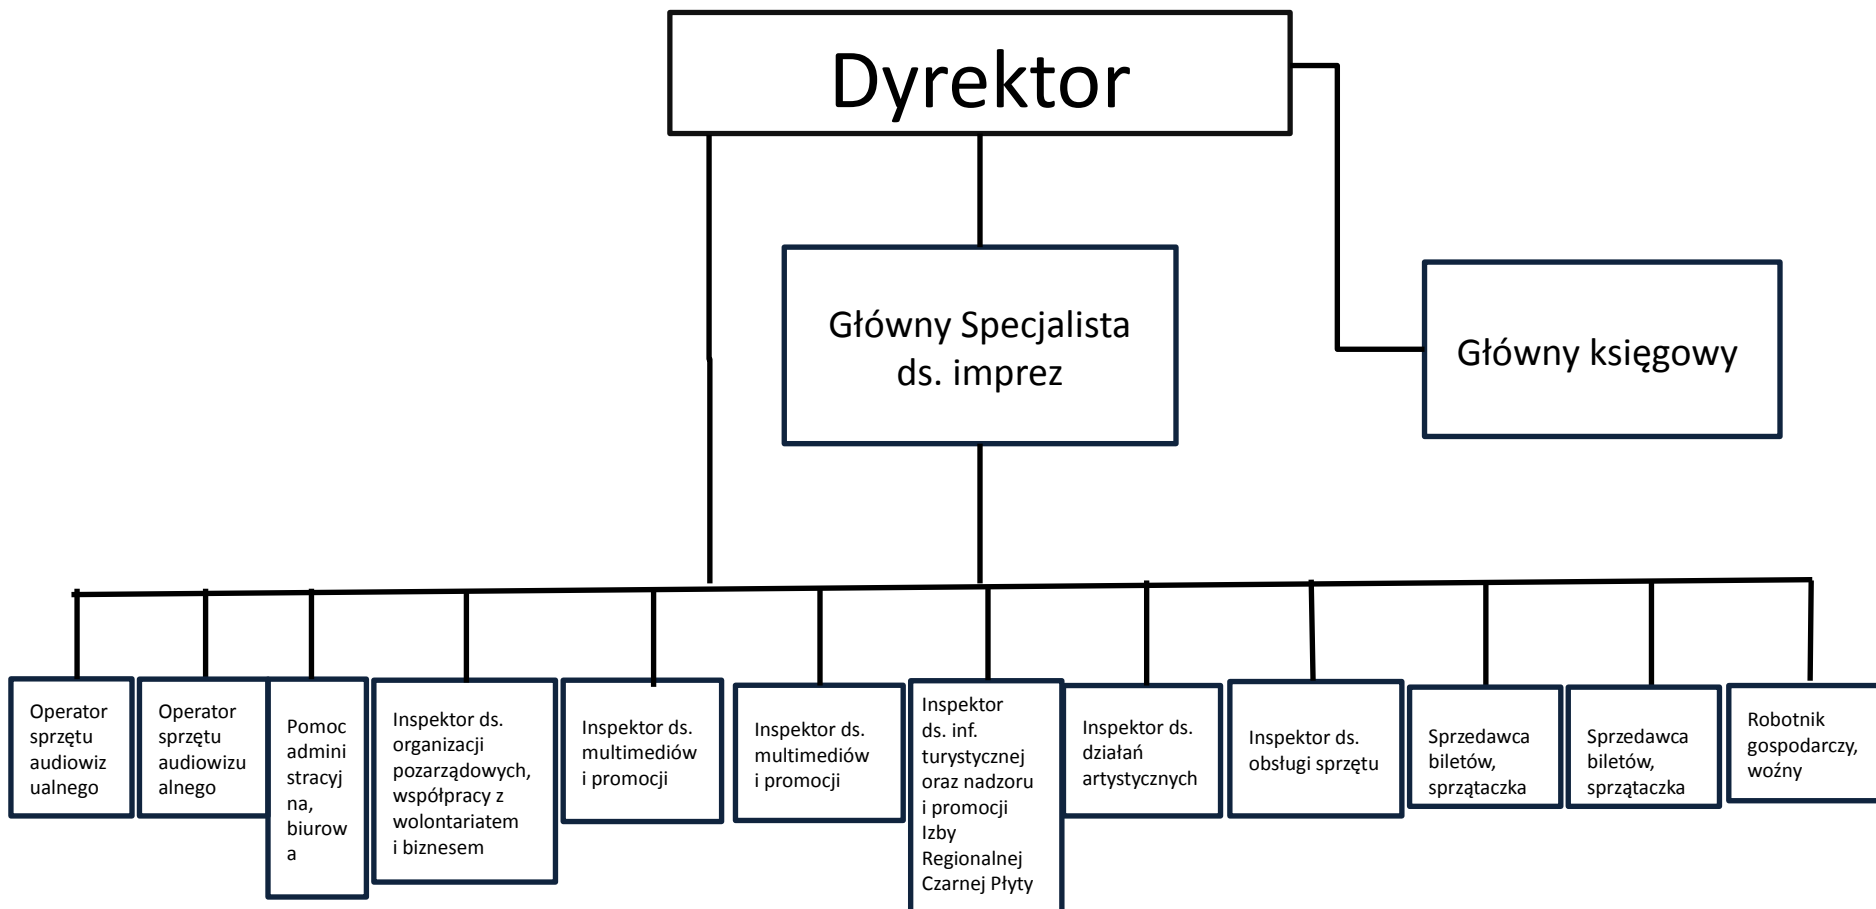 Dyrektor
Główny Specjalista
ds. imprez
Główny księgowy
Operator
sprzętu
audiowiz
ualnego
Operator
sprzętu
audiowizu
alnego
Pomoc
admini
stracyj
na,
biurow
a
Inspektor ds.
organizacji
pozarządowych,
współpracy z
wolontariatem
i biznesem
Inspektor ds.
multimediów
i promocji
Inspektor ds.
multimediów
i promocji
Inspektor
ds. inf.
turystycznej
oraz nadzoru
i promocji
Izby
Regionalnej
Czarnej Płyty
Inspektor ds.
działań
artystycznych
Inspektor ds.
obsługi sprzętu
Sprzedawca
biletów,
sprzątaczka
Sprzedawca
biletów,
sprzątaczka
Robotnik
gospodarczy,
woźny